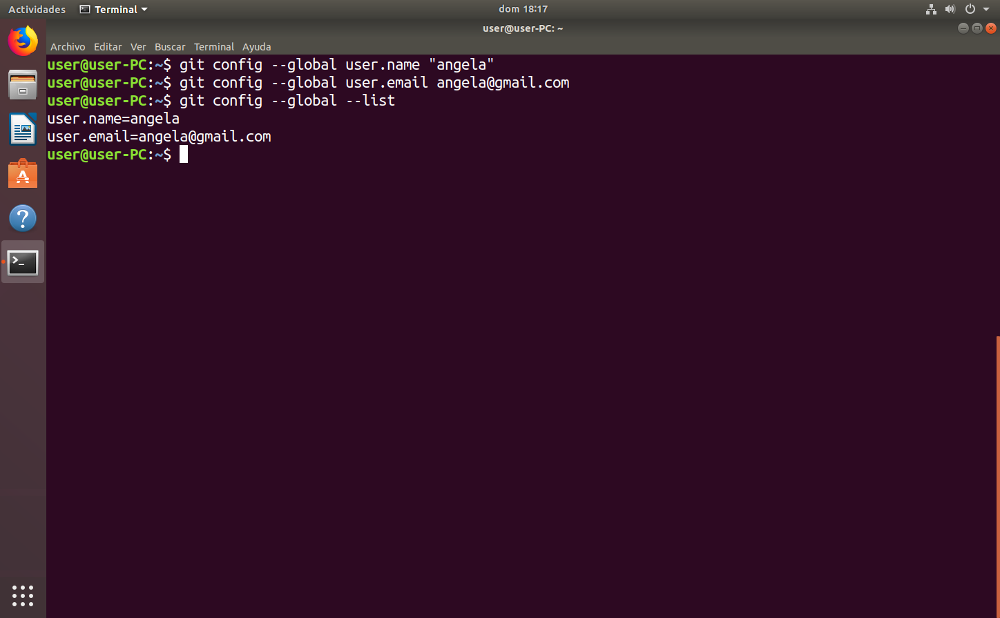 Actividades Terminal dom 18:17
user@user-PC: ~
Archivo Editar Ver Buscar Terminal Ayuda
user@user-PC:~$ git config --global user.name "angela"
user@user-PC:~$ git config --global user.email angela@gmail.com
user@user-PC:~$ git config --global --list
user.name=angela
user.email=angela@gmail.com
user@user-PC:~$